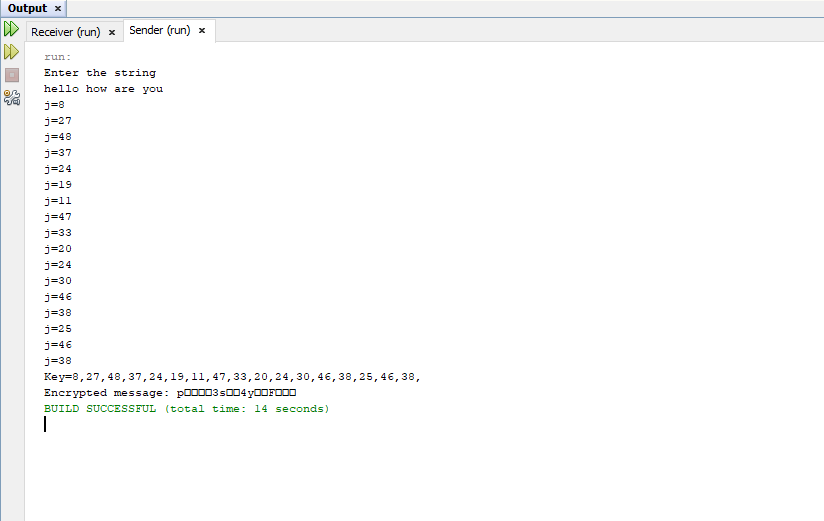 Output
Receiver (run) Sender (run)
run:
Enter the string
hello how are you
j=8
j=27
j=48
j=37
j=24
j=19
j=11
j=47
j=33
j=20
j=24
j=30
j=46
j=38
j=25
j=46
j=38
Key=8,27,48,37,24,19,11,47,33,20,24,30,46,38,25,46,38,
Encrypted message: p□□□□3s□□4y□□F□□□
BUILD SUCCESSFUL (total time: 14 seconds)